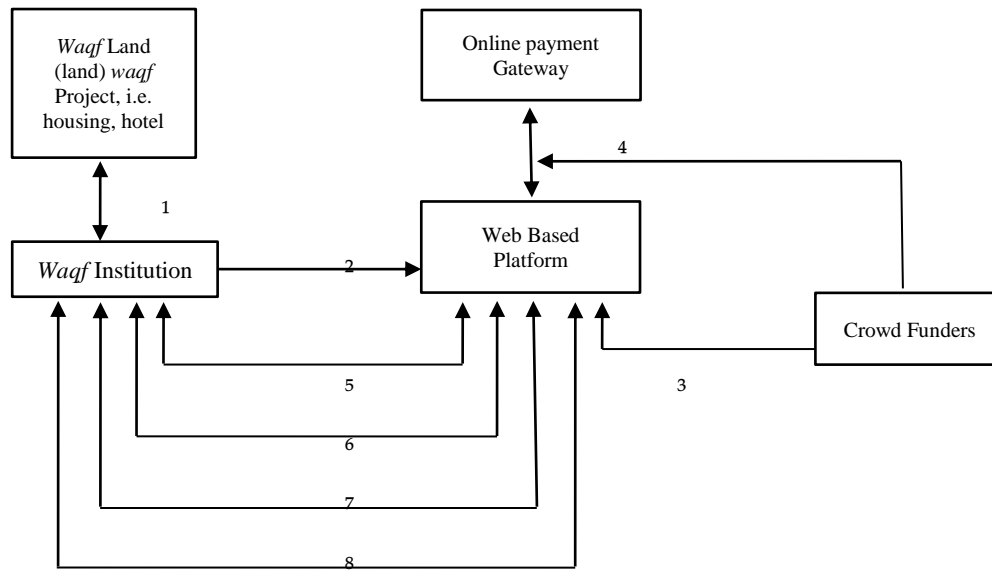 Waqf Land
(land) waqf
Project, i.e.
housing, hotel
Online payment
Gateway
4
1
Web Based
Platform
Waqf Institution
2
Crowd Funders
5
3
6
7
8